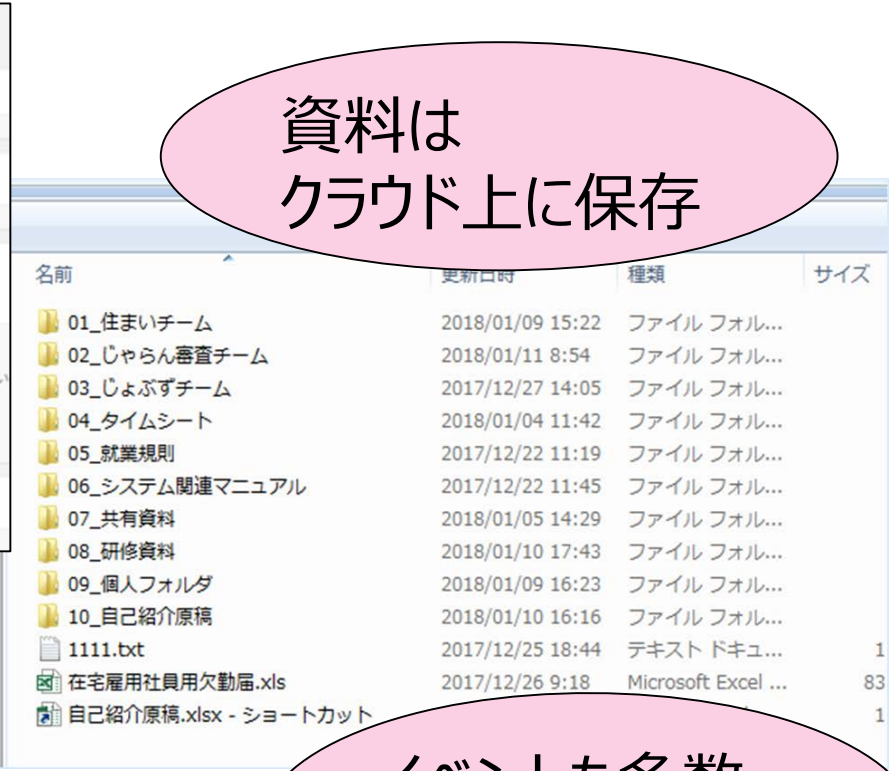 資料は
クラウド上に保存
名前 更新日時 種類 サイズ
01_住まいチーム 2018/01/09 15:22 ファイル フォル...
02_じゃらん審査チーム 2018/01/11 8:54 ファイル フォル...
03_じょぶずチーム 2017/12/27 14:05 ファイル フォル...
04_タイムシート 2018/01/04 11:42 ファイル フォル...
05_就業規則 2017/12/22 11:19 ファイル フォル...
06_システム関連マニュアル 2017/12/22 11:45 ファイル フォル...
07_共有資料 2018/01/05 14:29 ファイル フォル...
08_研修資料 2018/01/10 17:43 ファイル フォル...
09_個人フォルダ 2018/01/09 16:23 ファイル フォル...
10_自己紹介原稿 2018/01/10 16:16 ファイル フォル...
1111.txt 2017/12/25 18:44 テキスト ドキュ... 1
在宅雇用社員用欠勤届.xls 2017/12/26 9:18 Microsoft Excel ... 83
自己紹介原稿.xlsx - ショートカット 1
イベントも多数